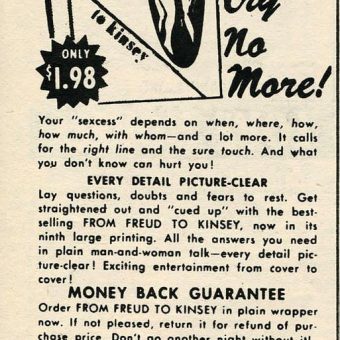 Cry
No
More!
to kinsey
ONLY
$1.98
Your "sexcess" depends on when, where, how,
how much, with whom—and a lot more. It calls
for the right line and the sure touch. And what
you don't know can hurt you!
EVERY DETAIL PICTURE-CLEAR
Lay questions, doubts and fears to rest. Get
straightened out and "cued up" with the best-
selling FROM FREUD TO KINSEY, now in its
ninth large printing. All the answers you need
in plain man-and-woman talk—every detail pic-
ture-clear! Exciting entertainment from cover to
cover!
MONEY BACK GUARANTEE
Order FROM FREUD TO KINSEY in plain wrapper
now. If not pleased, return it for refund of pur-
chase price. Don't go another night without it!